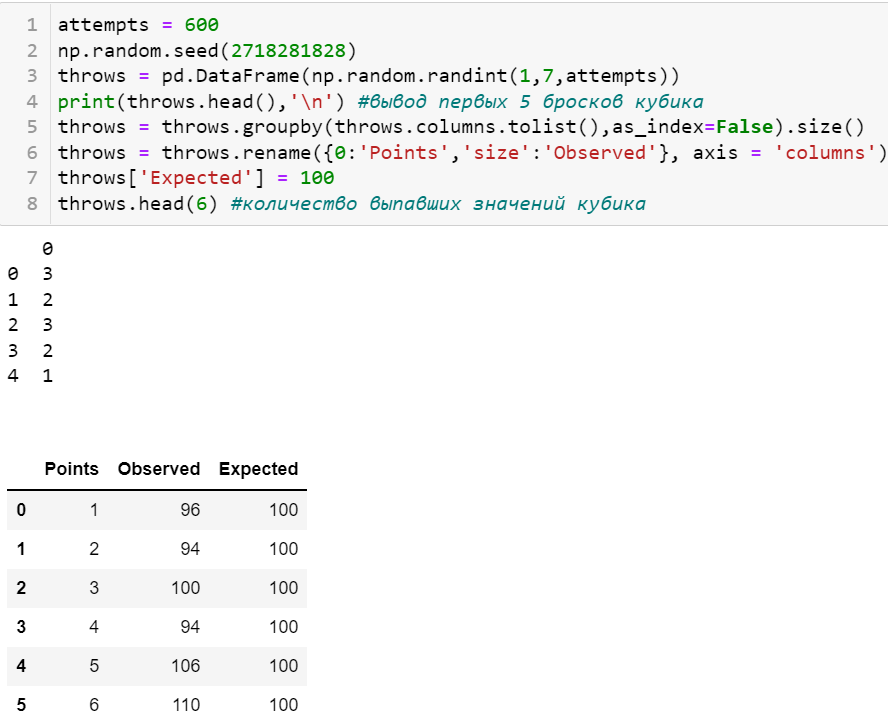 1 attempts = 600
2 np.random.seed(2718281828)
3 throws = pd.DataFrame(np.random.randint(1,7,attempts))
4 print(throws.head(),'\n') #вывод первых 5 бросков кубика
5 throws = throws.groupby(throws.columns.tolist(),as_index=False).size()
6 throws = throws.rename({0:'Points','size':'Observed'}, axis = 'columns')
7 throws['Expected'] = 100
8 throws.head(6) #количество выпавших значений кубика
0
0 3
1 2
2 3
3 2
4 1
Points Observed Expected
0 1 96 100
1 2 94 100
2 3 100 100
3 4 94 100
4 5 106 100
5 6 110 100